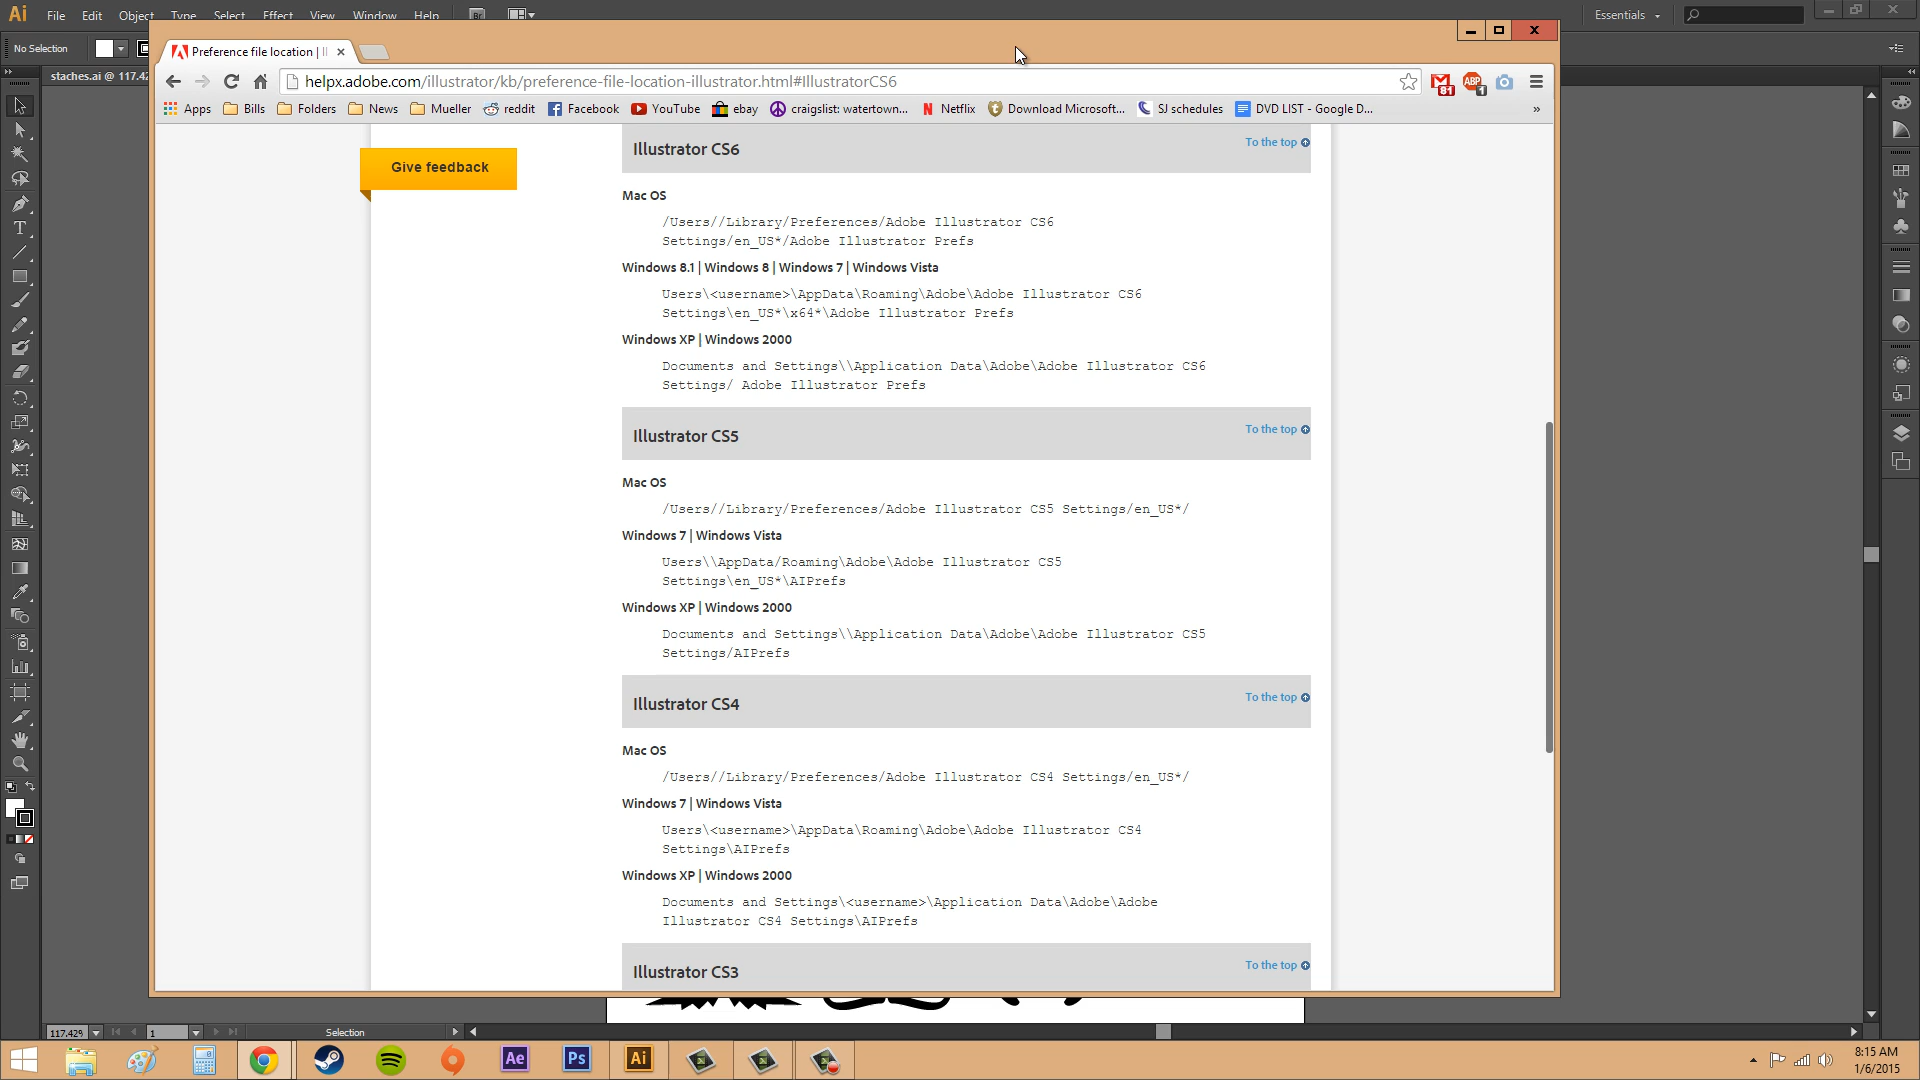 Ai File Edit Object Type Select Effect View Window Help Br Essentials
No Selection
staches.ai @ 117.42
Preference file location | Il
helpx.adobe.com/illustrator/kb/preference-file-location-illustrator.html#IllustratorCS6 81 ABP 1
Apps Bills Folders News Mueller reddit Facebook YouTube ebay craigslist: watertown... Netflix Download Microsoft... SJ schedules DVD LIST - Google D... »
Give feedback
Illustrator CS6 To the top
Mac OS
/Users//Library/Preferences/Adobe Illustrator CS6
Settings/en_US*/Adobe Illustrator Prefs
Windows 8.1 | Windows 8 | Windows 7 | Windows Vista
Users\<username>\AppData\Roaming\Adobe\Adobe Illustrator CS6
Settings\en_US*\x64*\Adobe Illustrator Prefs
Windows XP | Windows 2000
Documents and Settings\\Application Data\Adobe\Adobe Illustrator CS6
Settings/ Adobe Illustrator Prefs
Illustrator CS5 To the top
Mac OS
/Users//Library/Preferences/Adobe Illustrator CS5 Settings/en_US*/
Windows 7 | Windows Vista
Users\\AppData/Roaming\Adobe\Adobe Illustrator CS5
Settings\en_US*\AIPrefs
Windows XP | Windows 2000
Documents and Settings\\Application Data\Adobe\Adobe Illustrator CS5
Settings/AIPrefs
Illustrator CS4 To the top
Mac OS
/Users//Library/Preferences/Adobe Illustrator CS4 Settings/en_US*/
Windows 7 | Windows Vista
Users\<username>\AppData\Roaming\Adobe\Adobe Illustrator CS4
Settings\AIPrefs
Windows XP | Windows 2000
Documents and Settings\<username>\Application Data\Adobe\Adobe
Illustrator CS4 Settings\AIPrefs
Illustrator CS3 To the top
117.42% 1 Selection
Ae Ps Ai
8:15 AM
1/6/2015